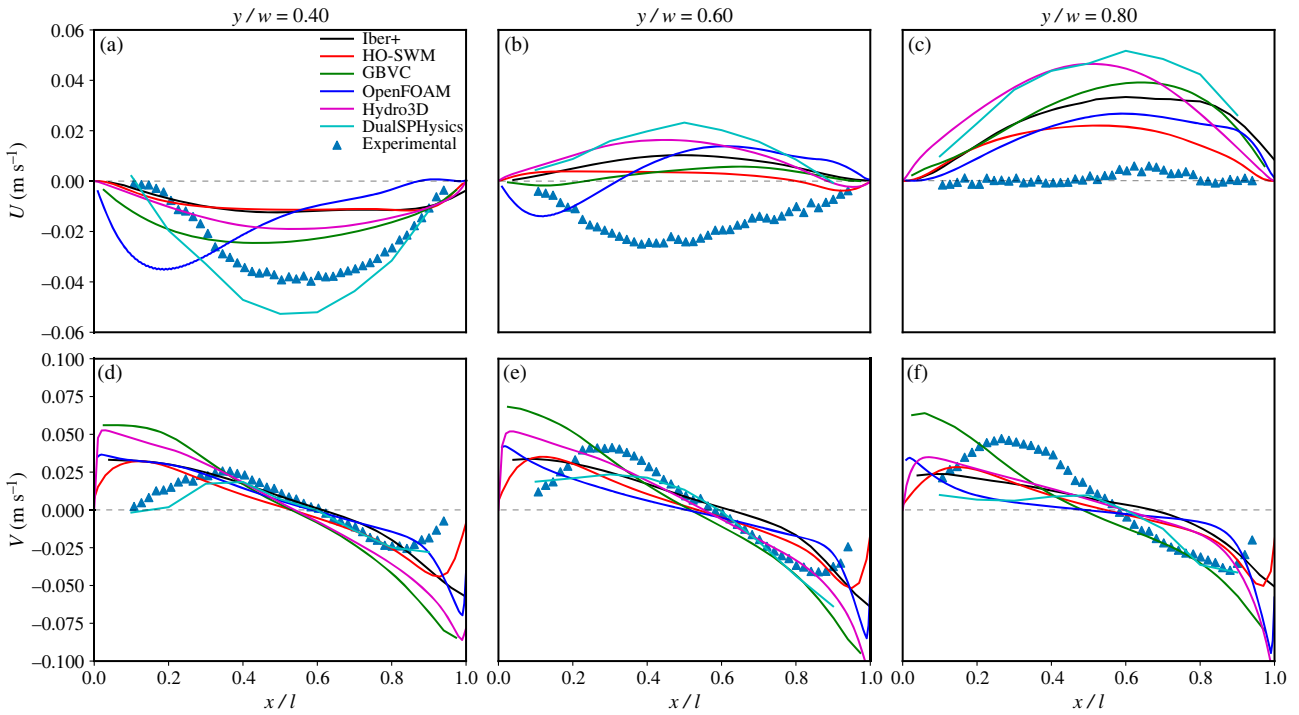 y / w = 0.40
y / w = 0.60
y / w = 0.80
0.06
0.04
0.02
0.00
−0.02
−0.04
−0.06
U (m s⁻¹)
(a)
Iber+
HO-SWM
GBVC
OpenFOAM
Hydro3D
DualSPHysics
Experimental
(b)
(c)
0.100
0.075
0.050
0.025
0.000
−0.025
−0.050
−0.075
−0.100
V (m s⁻¹)
(d)
(e)
(f)
0.0 0.2 0.4 0.6 0.8 1.0
0.0 0.2 0.4 0.6 0.8 1.0
0.0 0.2 0.4 0.6 0.8 1.0
x / l
x / l
x / l